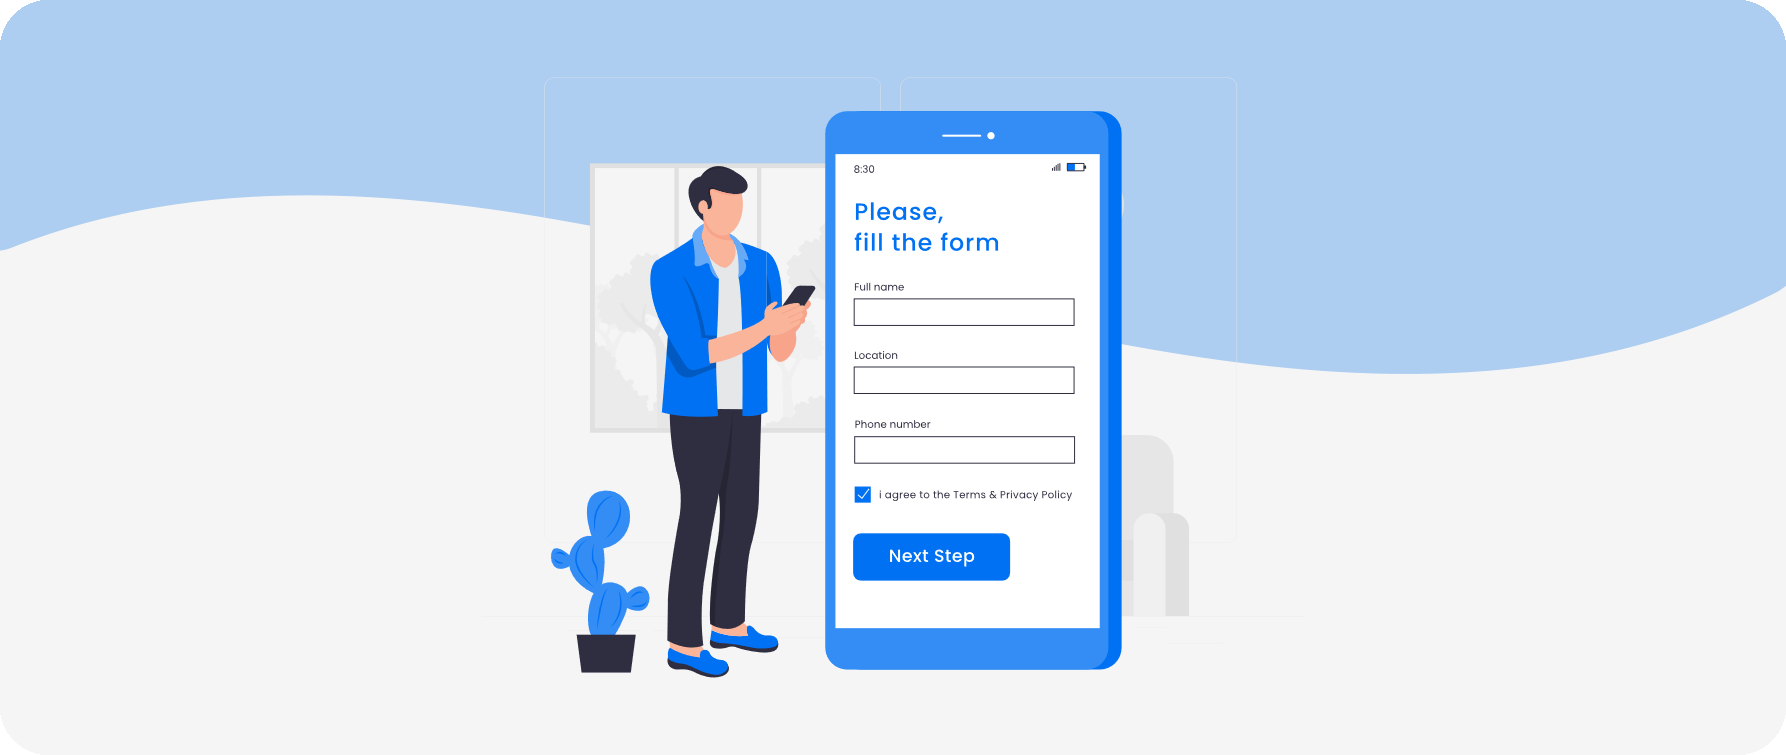 8:30
Please,
fill the form
Full name
Location
Phone number
i agree to the Terms & Privacy Policy
Next Step